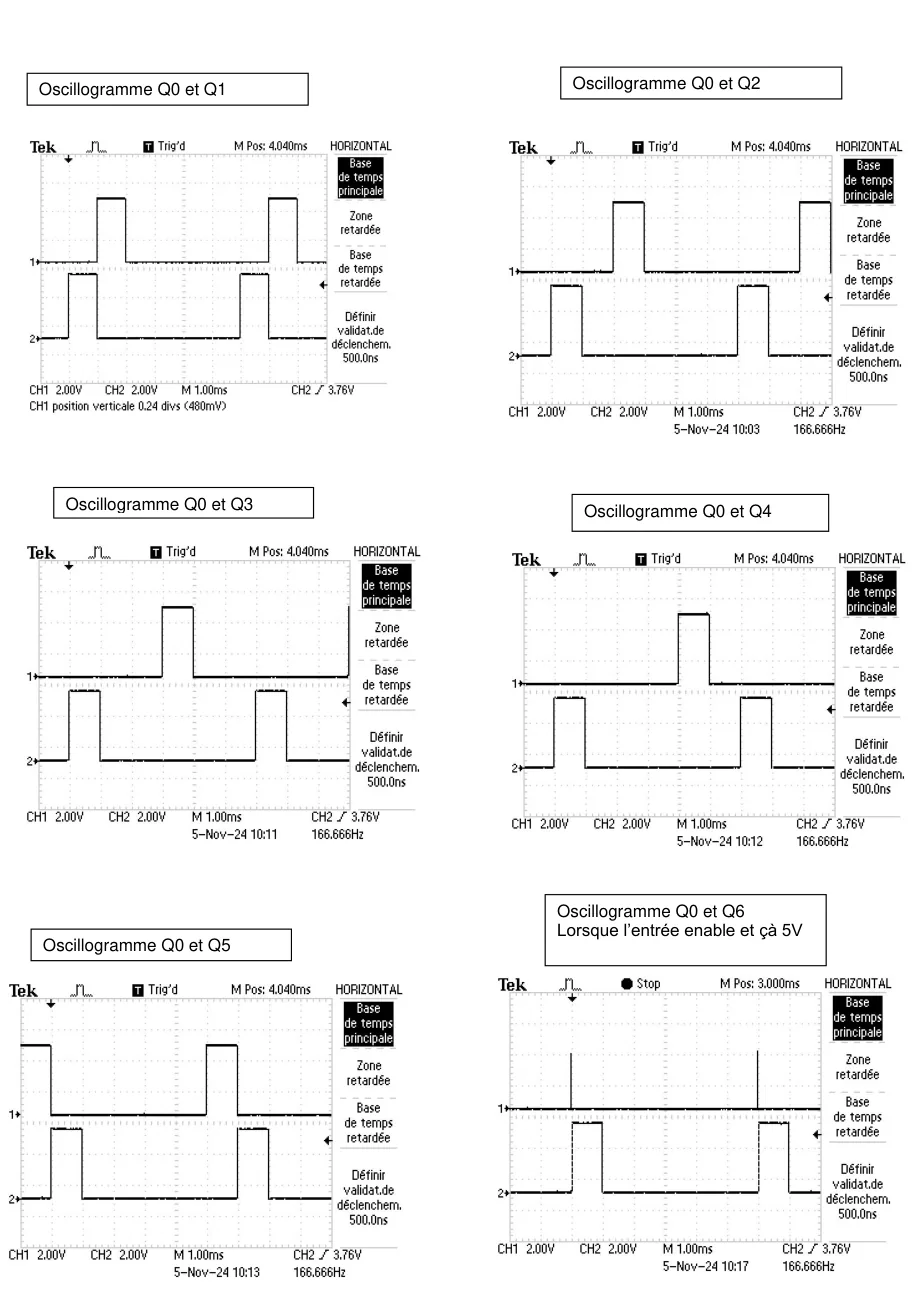 Oscillogramme Q0 et Q1
Tek
Trig'd
M Pos: 4.040ms
HORIZONTAL
Base
de temps
principale
Zone
retardée
Base
de temps
retardée
Définir
validat.de
déclenchem.
500.0ns
1
2
CH1 2.00V CH2 2.00V M 1.00ms CH2 3.76V
CH1 position verticale 0.24 divs (480mV)
Oscillogramme Q0 et Q2
Tek
Trig'd
M Pos: 4.040ms
HORIZONTAL
Base
de temps
principale
Zone
retardée
Base
de temps
retardée
Définir
validat.de
déclenchem.
500.0ns
1
2
CH1 2.00V CH2 2.00V M 1.00ms CH2 3.76V
5-Nov-24 10:03 166.666Hz
Oscillogramme Q0 et Q3
Tek
Trig'd
M Pos: 4.040ms
HORIZONTAL
Base
de temps
principale
Zone
retardée
Base
de temps
retardée
Définir
validat.de
déclenchem.
500.0ns
1
2
CH1 2.00V CH2 2.00V M 1.00ms CH2 3.76V
5-Nov-24 10:11 166.666Hz
Oscillogramme Q0 et Q4
Tek
Trig'd
M Pos: 4.040ms
HORIZONTAL
Base
de temps
principale
Zone
retardée
Base
de temps
retardée
Définir
validat.de
déclenchem.
500.0ns
1
2
CH1 2.00V CH2 2.00V M 1.00ms CH2 3.76V
5-Nov-24 10:12 166.666Hz
Oscillogramme Q0 et Q5
Tek
Trig'd
M Pos: 4.040ms
HORIZONTAL
Base
de temps
principale
Zone
retardée
Base
de temps
retardée
Définir
validat.de
déclenchem.
500.0ns
1
2
CH1 2.00V CH2 2.00V M 1.00ms CH2 3.76V
5-Nov-24 10:13 166.666Hz
Oscillogramme Q0 et Q6
Lorsque l'entrée enable et çà 5V
Tek
Stop
M Pos: 3.000ms
HORIZONTAL
Base
de temps
principale
Zone
retardée
Base
de temps
retardée
Définir
validat.de
déclenchem.
500.0ns
1
2
CH1 2.00V CH2 2.00V M 1.00ms CH2 3.76V
5-Nov-24 10:17 166.666Hz